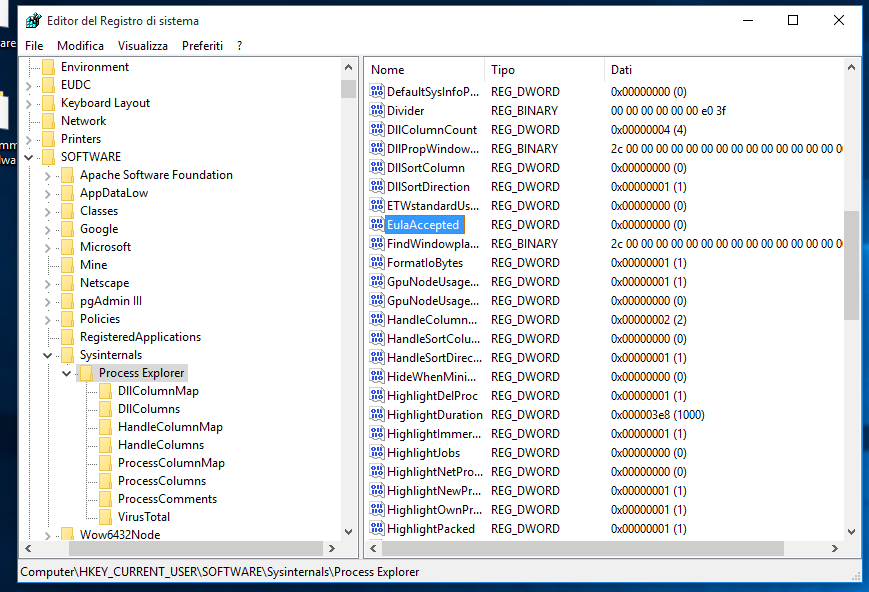 Editor del Registro di sistema
File Modifica Visualizza Preferiti ?
Environment
EUDC
Keyboard Layout
Network
Printers
SOFTWARE
Apache Software Foundation
AppDataLow
Classes
Google
Microsoft
Mine
Netscape
pgAdmin III
Policies
RegisteredApplications
Sysinternals
Process Explorer
DllColumnMap
DllColumns
HandleColumnMap
HandleColumns
ProcessColumnMap
ProcessColumns
ProcessComments
VirusTotal
Wow6432Node
Nome Tipo Dati
DefaultSysInfoP... REG_DWORD 0x00000000 (0)
Divider REG_BINARY 00 00 00 00 00 00 e0 3f
DllColumnCount REG_DWORD 0x00000004 (4)
DllPropWindow... REG_BINARY 2c 00 00 00 00 00 00 00 00 00 00 00 00 00 00 00
DllSortColumn REG_DWORD 0x00000000 (0)
DllSortDirection REG_DWORD 0x00000001 (1)
ETWstandardUs... REG_DWORD 0x00000000 (0)
EulaAccepted REG_DWORD 0x00000000 (0)
FindWindowpla... REG_BINARY 2c 00 00 00 00 00 00 00 00 00 00 00 00 00 00 00
FormatIoBytes REG_DWORD 0x00000001 (1)
GpuNodeUsage... REG_DWORD 0x00000001 (1)
GpuNodeUsage... REG_DWORD 0x00000000 (0)
HandleColumn... REG_DWORD 0x00000002 (2)
HandleSortColu... REG_DWORD 0x00000000 (0)
HandleSortDirec... REG_DWORD 0x00000001 (1)
HideWhenMini... REG_DWORD 0x00000000 (0)
HighlightDelProc REG_DWORD 0x00000001 (1)
HighlightDuration REG_DWORD 0x000003e8 (1000)
HighlightImmer... REG_DWORD 0x00000001 (1)
HighlightJobs REG_DWORD 0x00000000 (0)
HighlightNetPro... REG_DWORD 0x00000000 (0)
HighlightNewPr... REG_DWORD 0x00000001 (1)
HighlightOwnPr... REG_DWORD 0x00000001 (1)
HighlightPacked REG_DWORD 0x00000001 (1)
Computer\HKEY_CURRENT_USER\SOFTWARE\Sysinternals\Process Explorer